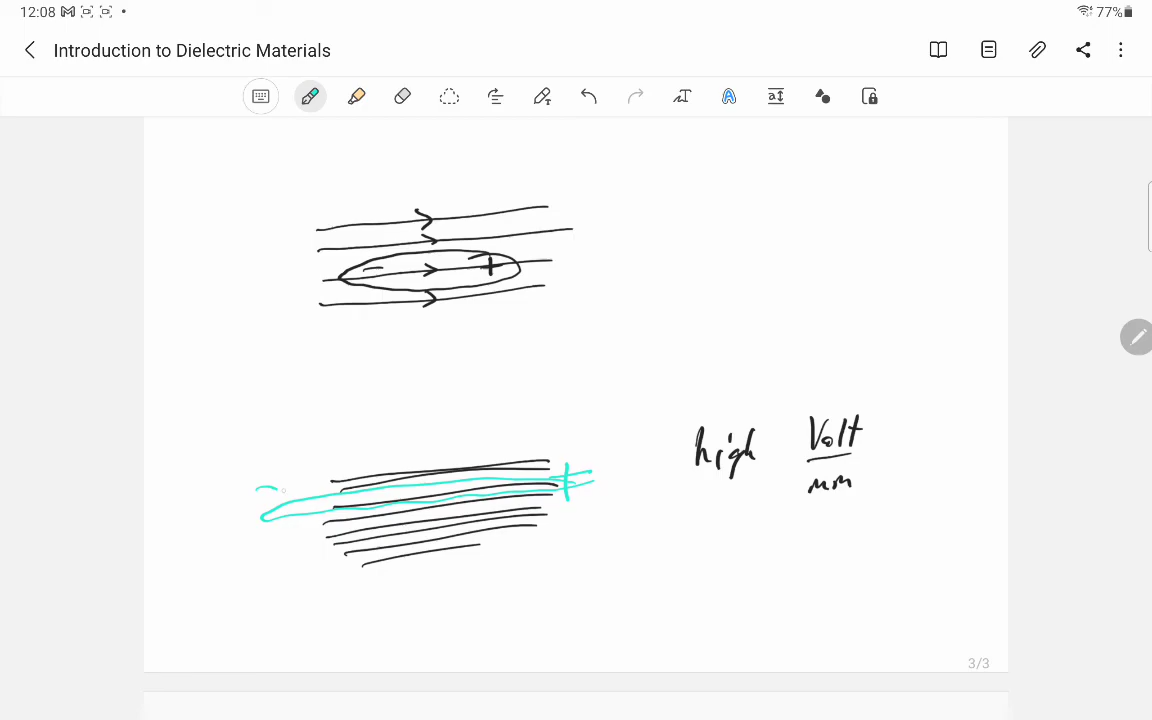 12:08 77%
Introduction to Dielectric Materials
- +
high Volt
mm
+
-
3/3